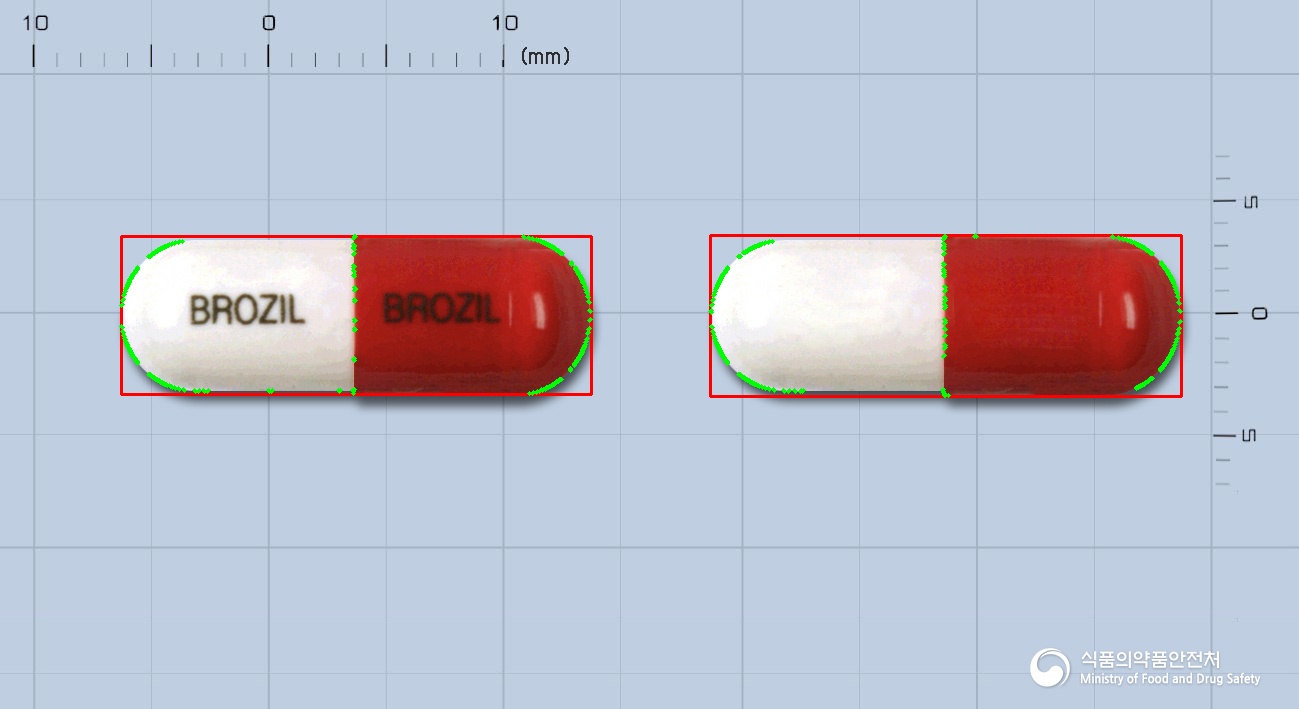 10 0 10
(mm)
BROZIL BROZIL
5
0
5
식품의약품안전처
Ministry of Food and Drug Safety